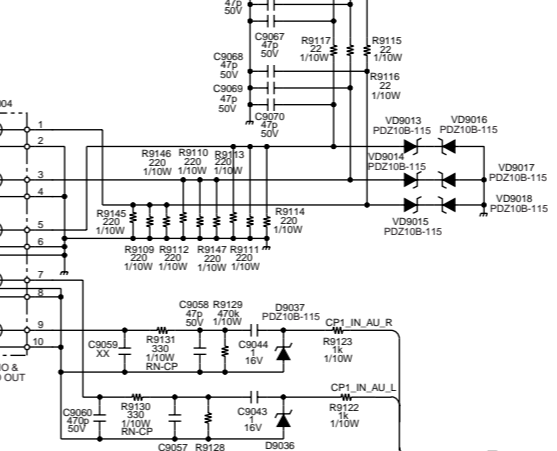 47p
50V
C9067
47p
50V
R9117
22
1/10W
R9115
22
1/10W
C9068
47p
50V
R9116
22
1/10W
C9069
47p
50V
C9070
47p
50V
VD9013
PDZ10B-115
VD9016
PDZ10B-115
VD9014
PDZ10B-115
VD9017
PDZ10B-115
VD9018
PDZ10B-115
VD9015
PDZ10B-115
04
1
2
3
4
5
6
7
8
9
10
R9146
220
1/10W
R9110
220
1/10W
R9113
220
1/10W
R9145
220
1/10W
R9114
220
1/10W
R9109
220
1/10W
R9112
220
1/10W
R9147
220
1/10W
R9111
220
1/10W
C9058
47p
50V
R9129
470k
1/10W
D9037
PDZ10B-115
CP1_IN_AU_R
C9059
XX
R9131
330
1/10W
RN-CP
C9044
1
16V
R9123
1k
1/10W
IO &
OUT
CP1_IN_AU_L
C9060
470p
50V
R9130
330
1/10W
RN-CP
C9043
1
16V
R9122
1k
1/10W
C9057
R9128
D9036